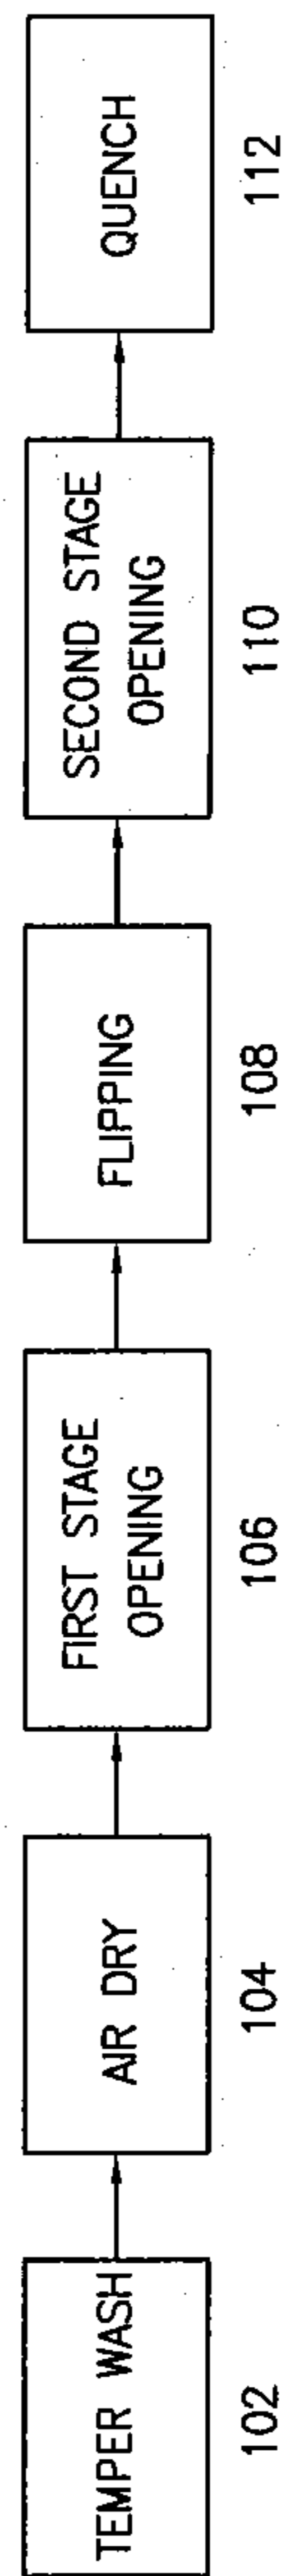 TEMPER WASH
102
AIR DRY
104
FIRST STAGE
OPENING
106
FLIPPING
108
SECOND STAGE
OPENING
110
QUENCH
112